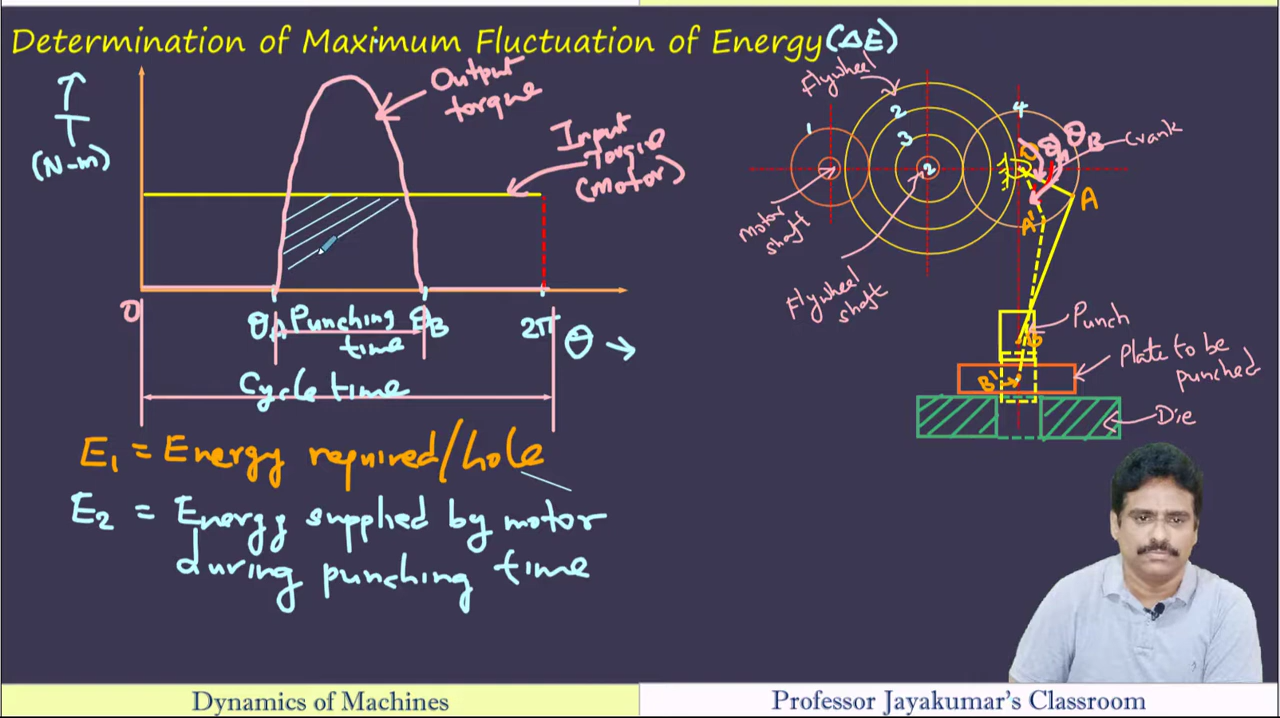 Determination of Maximum Fluctuation of Energy (ΔE)
T
(N-m)
Output
torque
Input
Torque
(motor)
O
θA
Punching
time
θB
2π
θ →
Cycle time
E₁ = Energy required/hole
E₂ = Energy supplied by motor
during punching time
Flywheel
1
2
3
2
4
θB
Crank
A
A'
motor
shaft
Flywheel
shaft
B
Punch
B'
Plate to be
punched
Die
Dynamics of Machines
Professor Jayakumar's Classroom